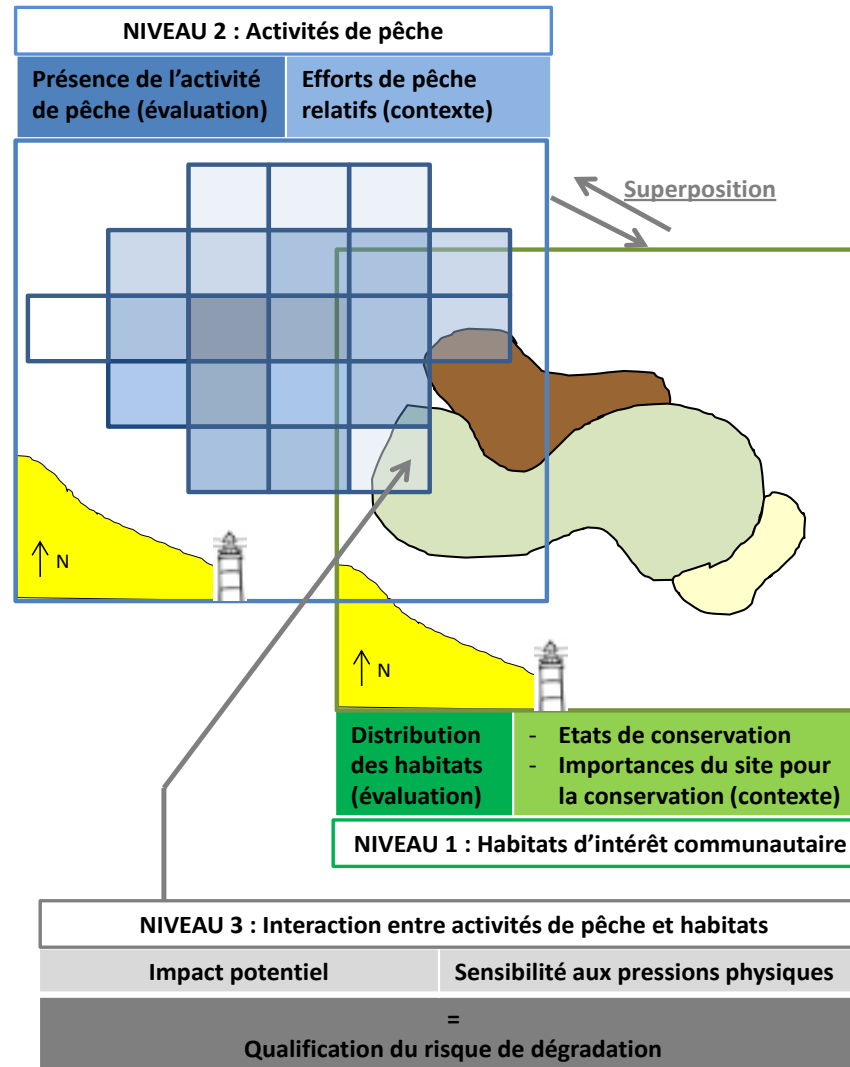 NIVEAU 2 : Activités de pêche
Présence de l'activité
de pêche (évaluation)
Efforts de pêche
relatifs (contexte)
Superposition
N
N
Distribution
des habitats
(évaluation)
- Etats de conservation
- Importances du site pour
la conservation (contexte)
NIVEAU 1 : Habitats d'intérêt communautaire
NIVEAU 3 : Interaction entre activités de pêche et habitats
Impact potentiel
Sensibilité aux pressions physiques
=
Qualification du risque de dégradation